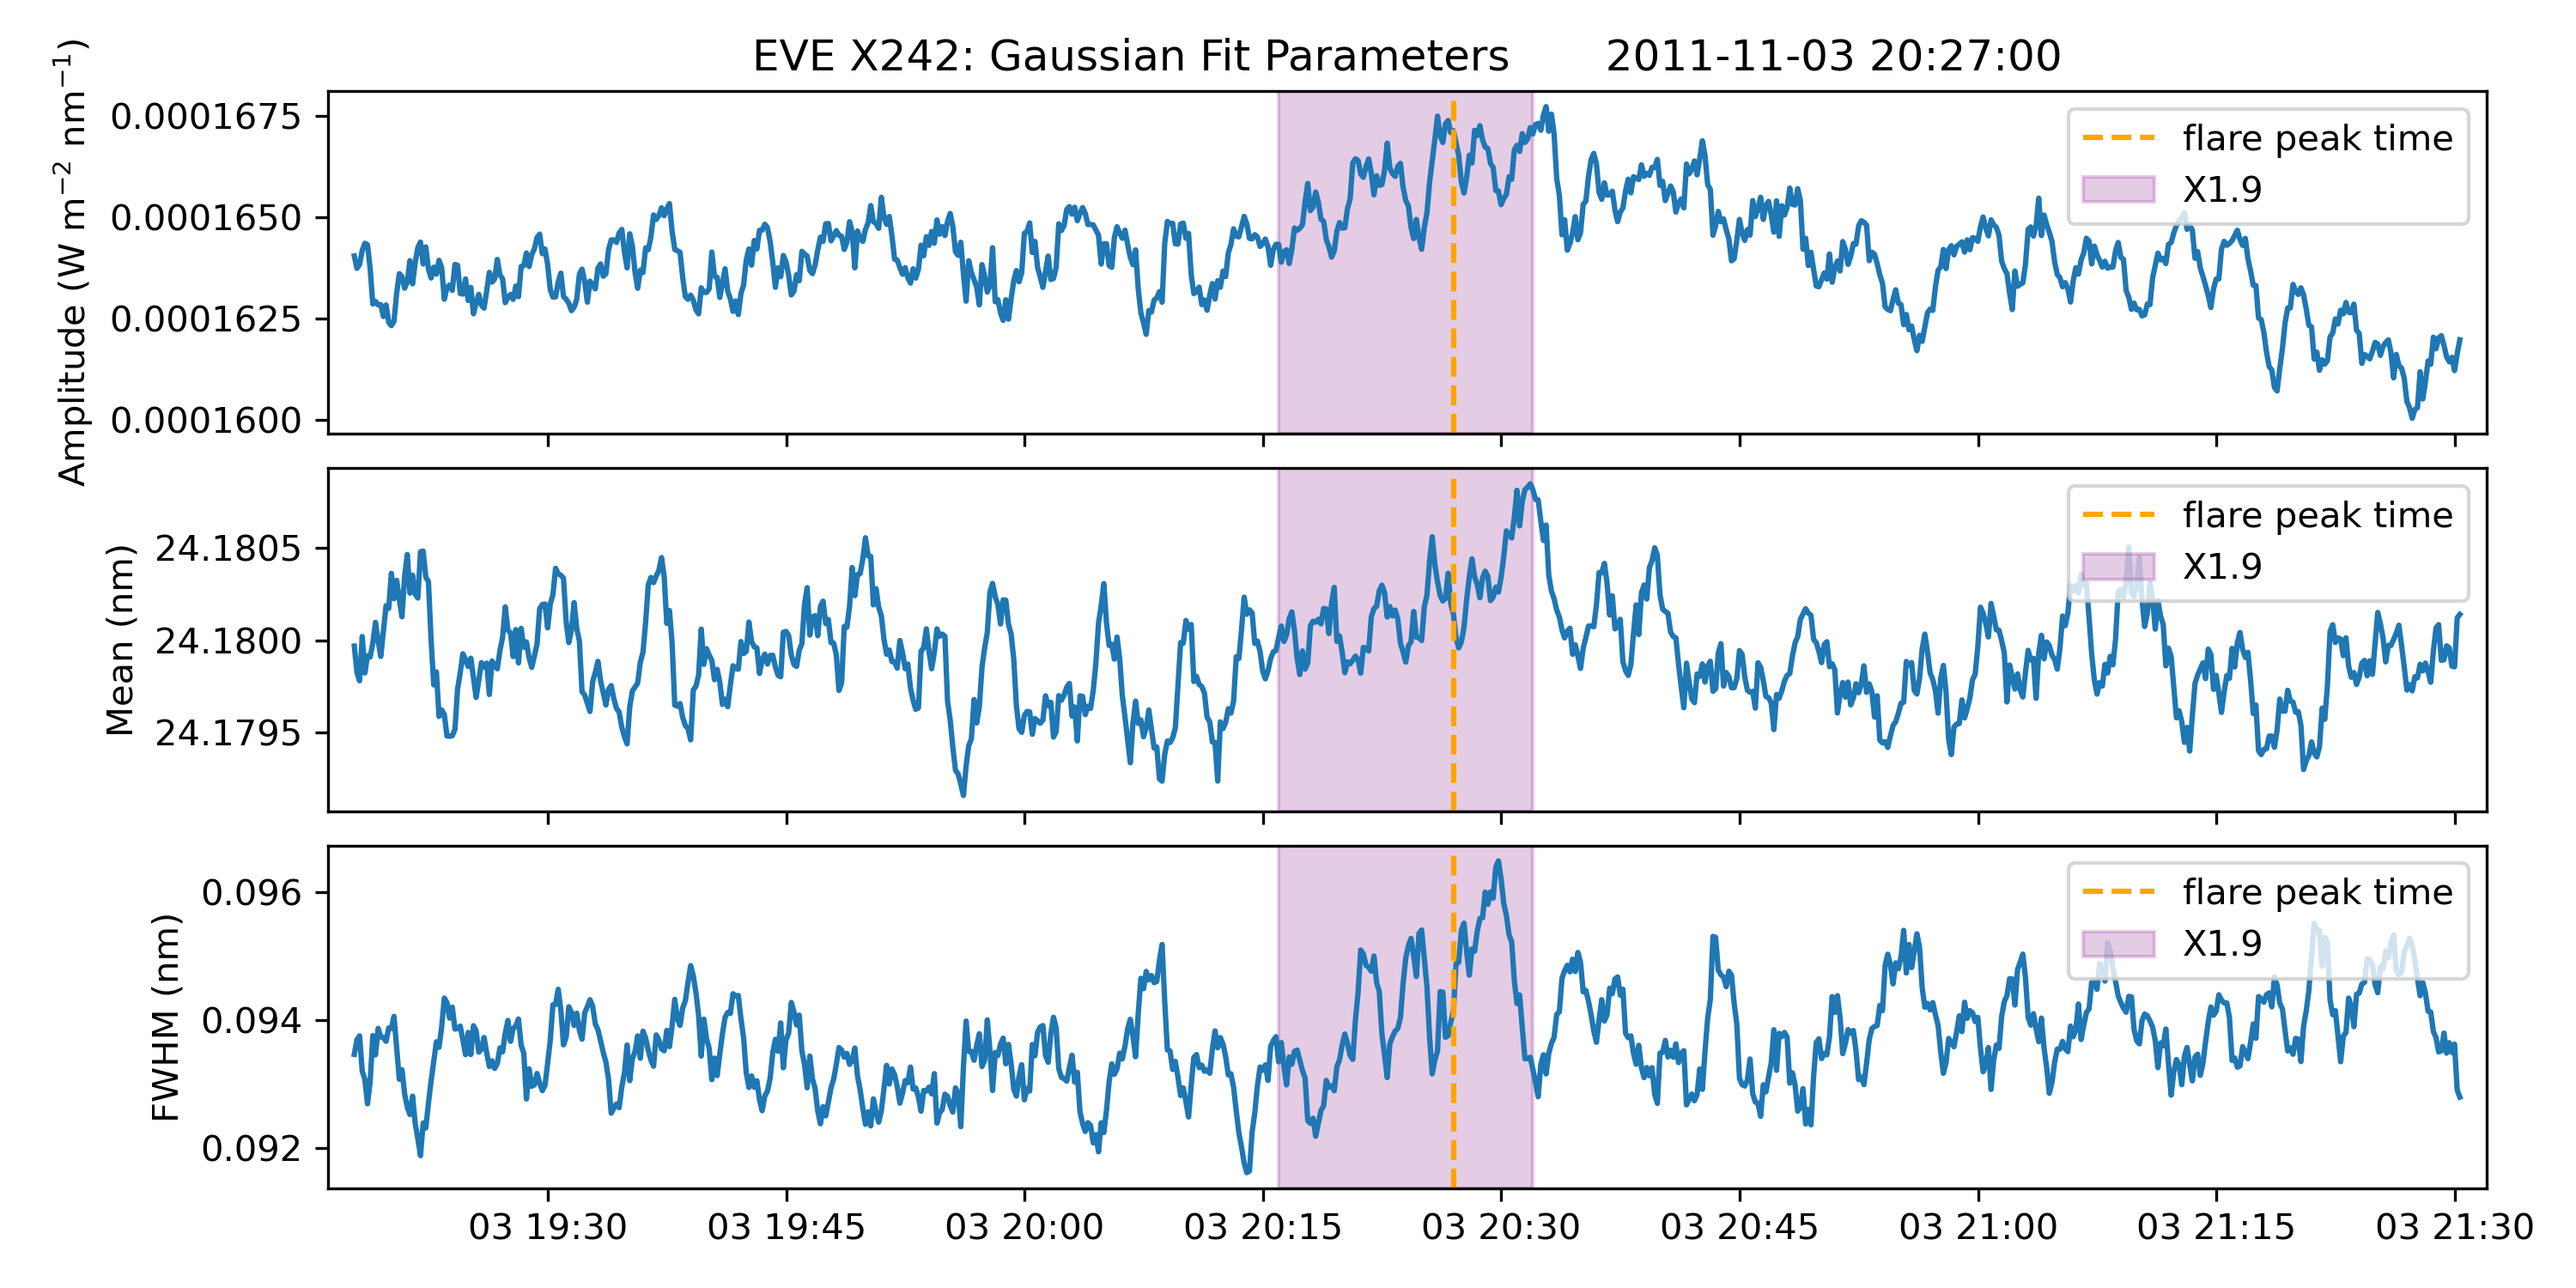 EVE X242: Gaussian Fit Parameters 2011-11-03 20:27:00
Amplitude (W m⁻² nm⁻¹)
0.0001675
0.0001650
0.0001625
0.0001600
flare peak time
X1.9
Mean (nm)
24.1805
24.1800
24.1795
flare peak time
X1.9
FWHM (nm)
0.096
0.094
0.092
flare peak time
X1.9
03 19:30 03 19:45 03 20:00 03 20:15 03 20:30 03 20:45 03 21:00 03 21:15 03 21:30